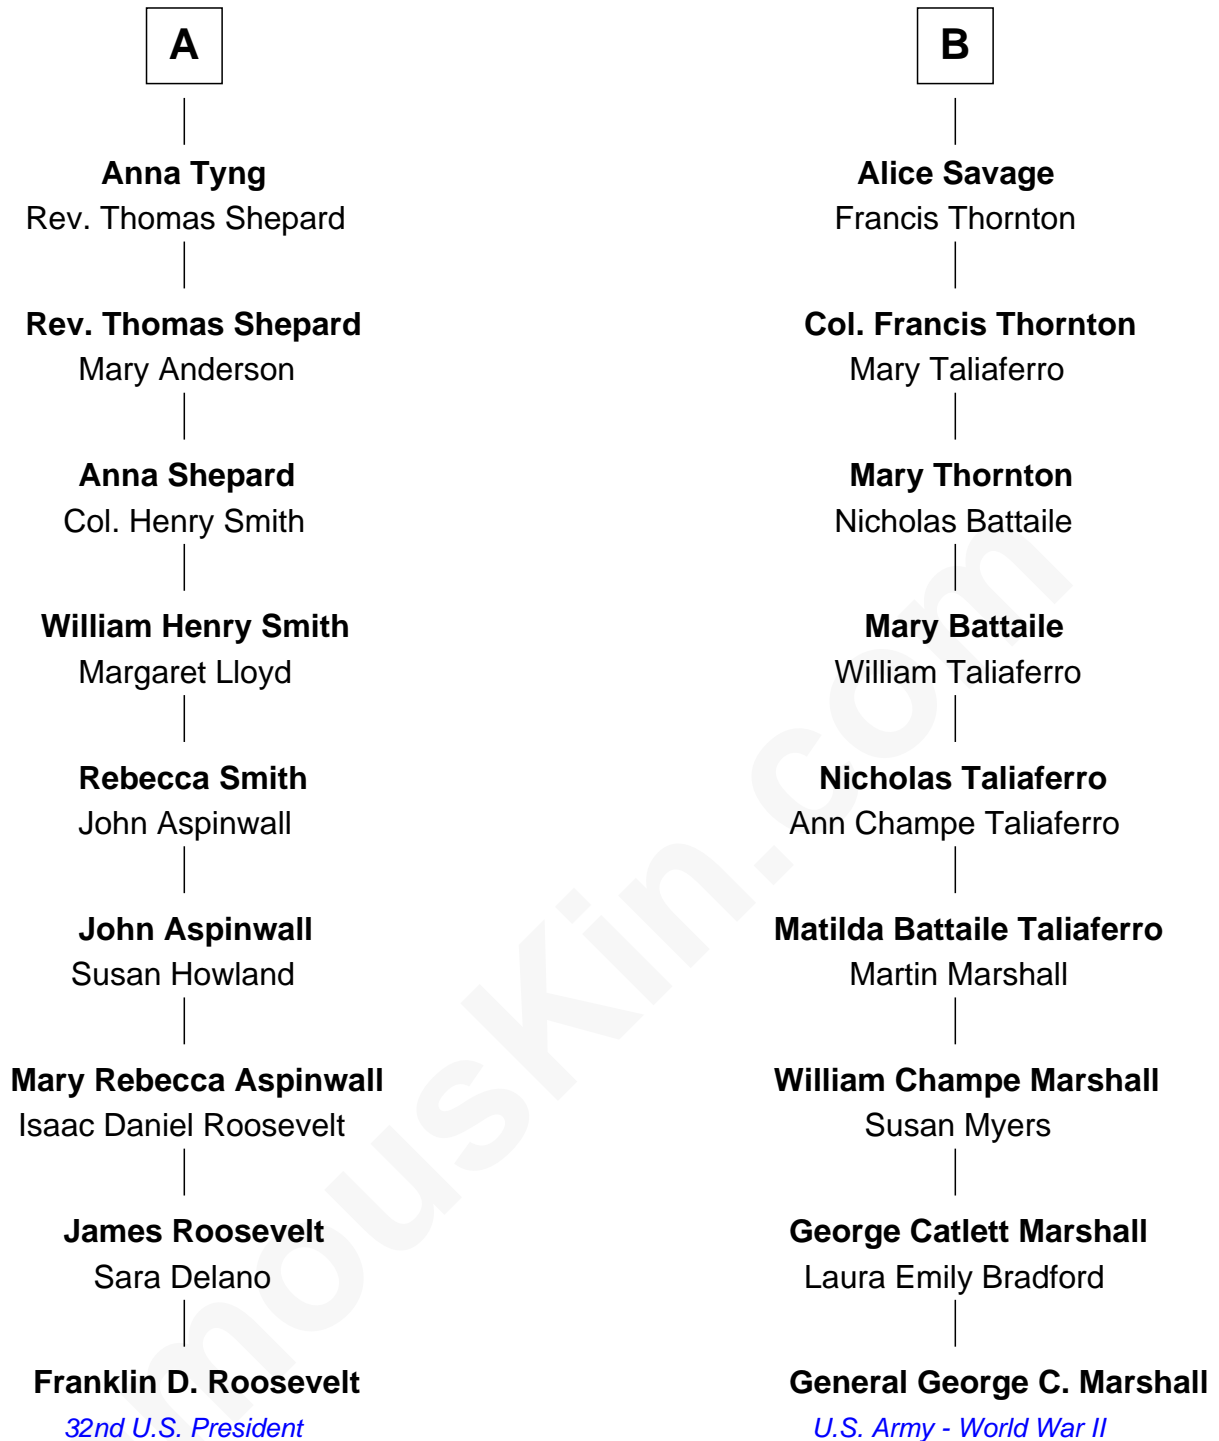 A
B
Anna Tyng
Rev. Thomas Shepard
Alice Savage
Francis Thornton
Rev. Thomas Shepard
Mary Anderson
Col. Francis Thornton
Mary Taliaferro
Anna Shepard
Col. Henry Smith
Mary Thornton
Nicholas Battaile
William Henry Smith
Margaret Lloyd
Mary Battaile
William Taliaferro
Rebecca Smith
John Aspinwall
Nicholas Taliaferro
Ann Champe Taliaferro
John Aspinwall
Susan Howland
Matilda Battaile Taliaferro
Martin Marshall
Mary Rebecca Aspinwall
Isaac Daniel Roosevelt
William Champe Marshall
Susan Myers
James Roosevelt
Sara Delano
George Catlett Marshall
Laura Emily Bradford
Franklin D. Roosevelt
32nd U.S. President
General George C. Marshall
U.S. Army - World War II
mousKin.com